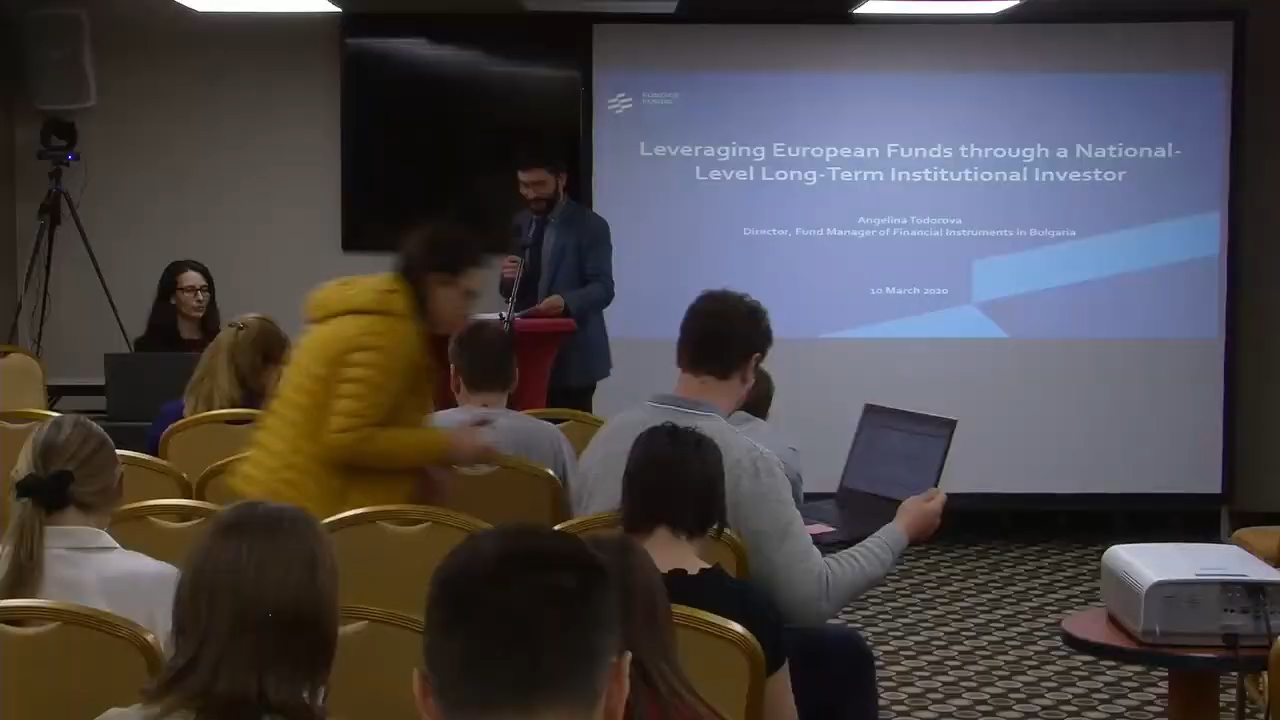 Leveraging European Funds through a National-
Level Long-Term Institutional Investor
Angelina Todorova
Director, Fund Manager of Financial Instruments in Bulgaria
10 March 2020